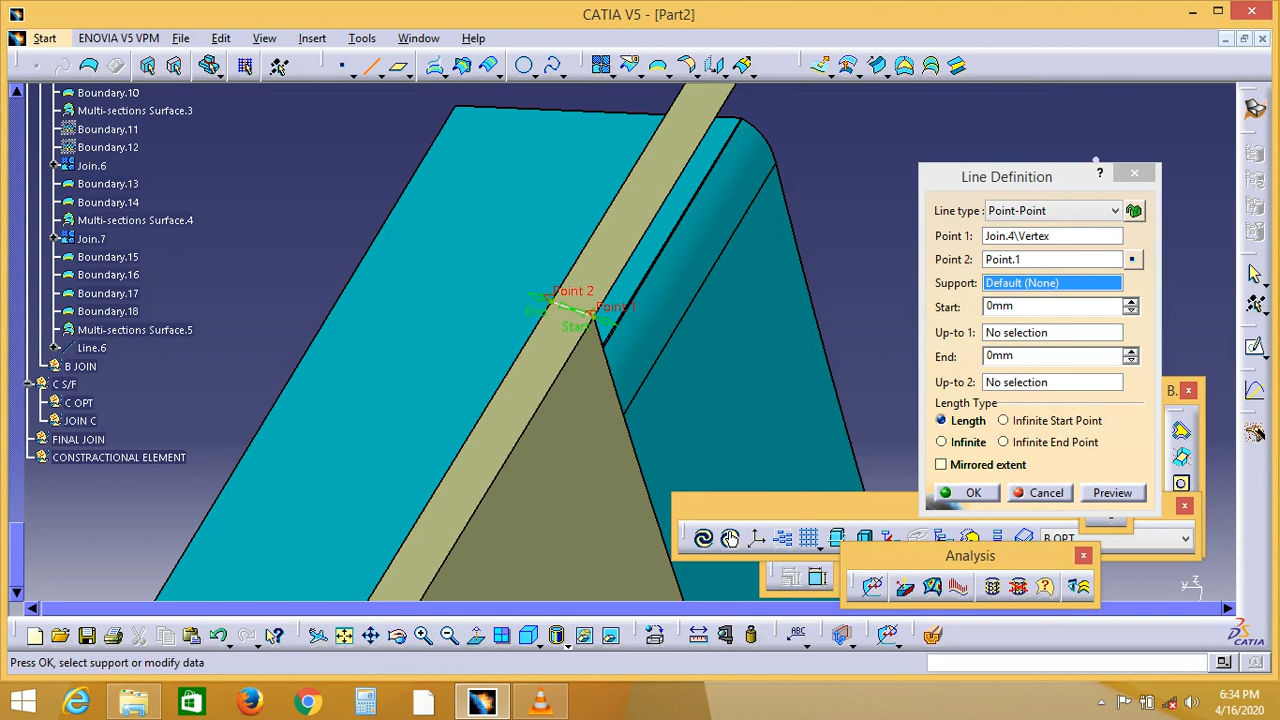 CATIA V5 - [Part2]
Start ENOVIA V5 VPM File Edit View Insert Tools Window Help
Boundary.10
Multi-sections Surface.3
Boundary.11
Boundary.12
Join.6
Boundary.13
Boundary.14
Multi-sections Surface.4
Join.7
Boundary.15
Boundary.16
Boundary.17
Boundary.18
Multi-sections Surface.5
Line.6
B JOIN
C S/F
C OPT
JOIN C
FINAL JOIN
CONSTRACTIONAL ELEMENT
Point 2
Point 1
End
Start
Line Definition ?
Line type : Point-Point
Point 1: Join.4\Vertex
Point 2: Point.1
Support: Default (None)
Start: 0mm
Up-to 1: No selection
End: 0mm
Up-to 2: No selection
Length Type
Length Infinite Start Point
Infinite Infinite End Point
Mirrored extent
OK Cancel Preview
B.
B OPT
Analysis
ABC
CATIA
Press OK, select support or modify data
6:34 PM
4/16/2020